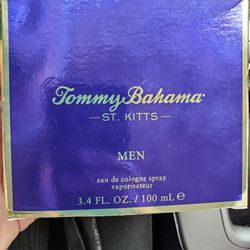 Tommy Bahama
— ST. KITTS —
MEN
eau de cologne spray
vaporisateur
3.4 FL. OZ. / 100 mL ℮